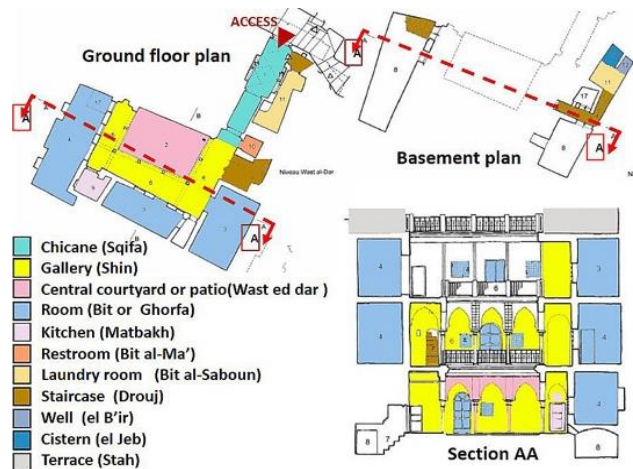 ACCESS
Ground floor plan
Basement plan
A
A
A
A
Niveau Wast al-Dar
Chicane (Sqifa)
Gallery (Shin)
Central courtyard or patio(Wast ed dar )
Room (Bit or  Ghorfa)
Kitchen (Matbakh)
Restroom (Bit al-Ma’)
Laundry room   (Bit al-Saboun)
Staircase (Drouj)
Well (el B’ir)
Cistern (el Jeb)
Terrace (Stah)
Section AA